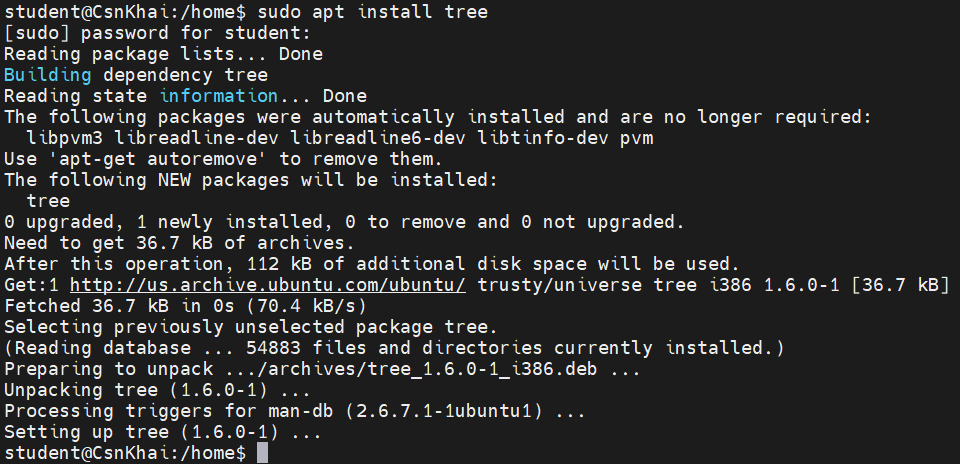 student@CsnKhai:/home$ sudo apt install tree
[sudo] password for student:
Reading package lists... Done
Building dependency tree
Reading state information... Done
The following packages were automatically installed and are no longer required:
  libpvm3 libreadline-dev libreadline6-dev libtinfo-dev pvm
Use 'apt-get autoremove' to remove them.
The following NEW packages will be installed:
  tree
0 upgraded, 1 newly installed, 0 to remove and 0 not upgraded.
Need to get 36.7 kB of archives.
After this operation, 112 kB of additional disk space will be used.
Get:1 http://us.archive.ubuntu.com/ubuntu/ trusty/universe tree i386 1.6.0-1 [36.7 kB]
Fetched 36.7 kB in 0s (70.4 kB/s)
Selecting previously unselected package tree.
(Reading database ... 54883 files and directories currently installed.)
Preparing to unpack .../archives/tree_1.6.0-1_i386.deb ...
Unpacking tree (1.6.0-1) ...
Processing triggers for man-db (2.6.7.1-1ubuntu1) ...
Setting up tree (1.6.0-1) ...
student@CsnKhai:/home$